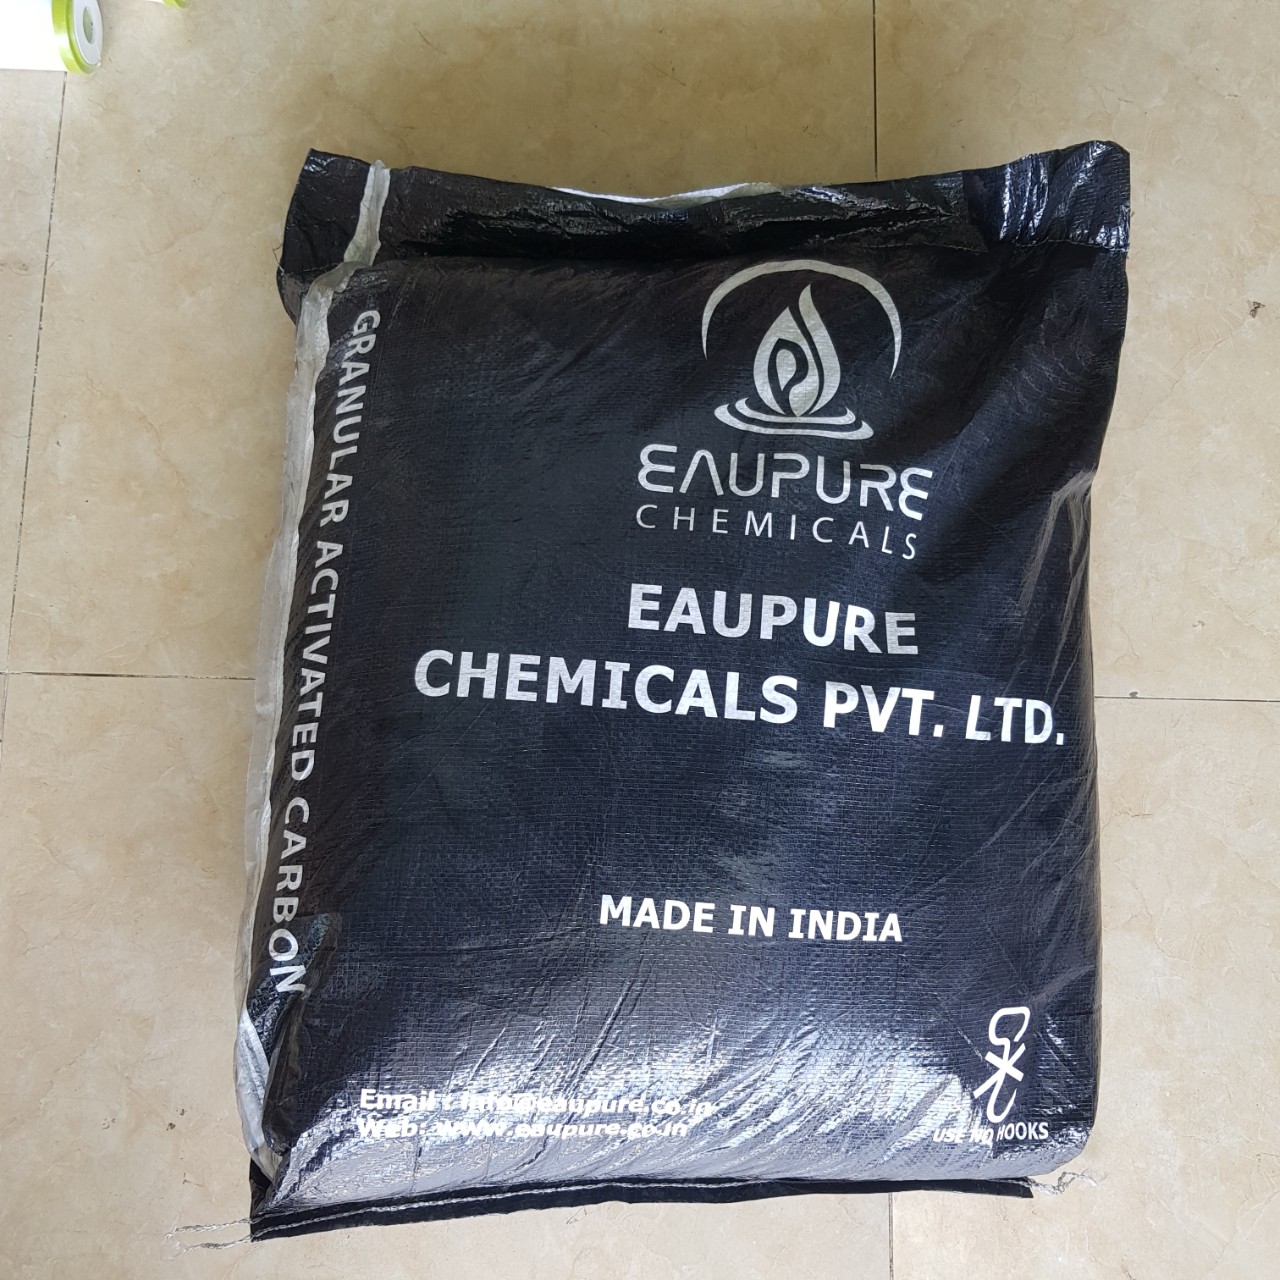 GRANULAR ACTIVATED CARBON
EAUPURE
CHEMICALS
EAUPURE
CHEMICALS PVT. LTD.
MADE IN INDIA
Email : info@eaupure.co.in
Web: www.eaupure.co.in
USE NO HOOKS